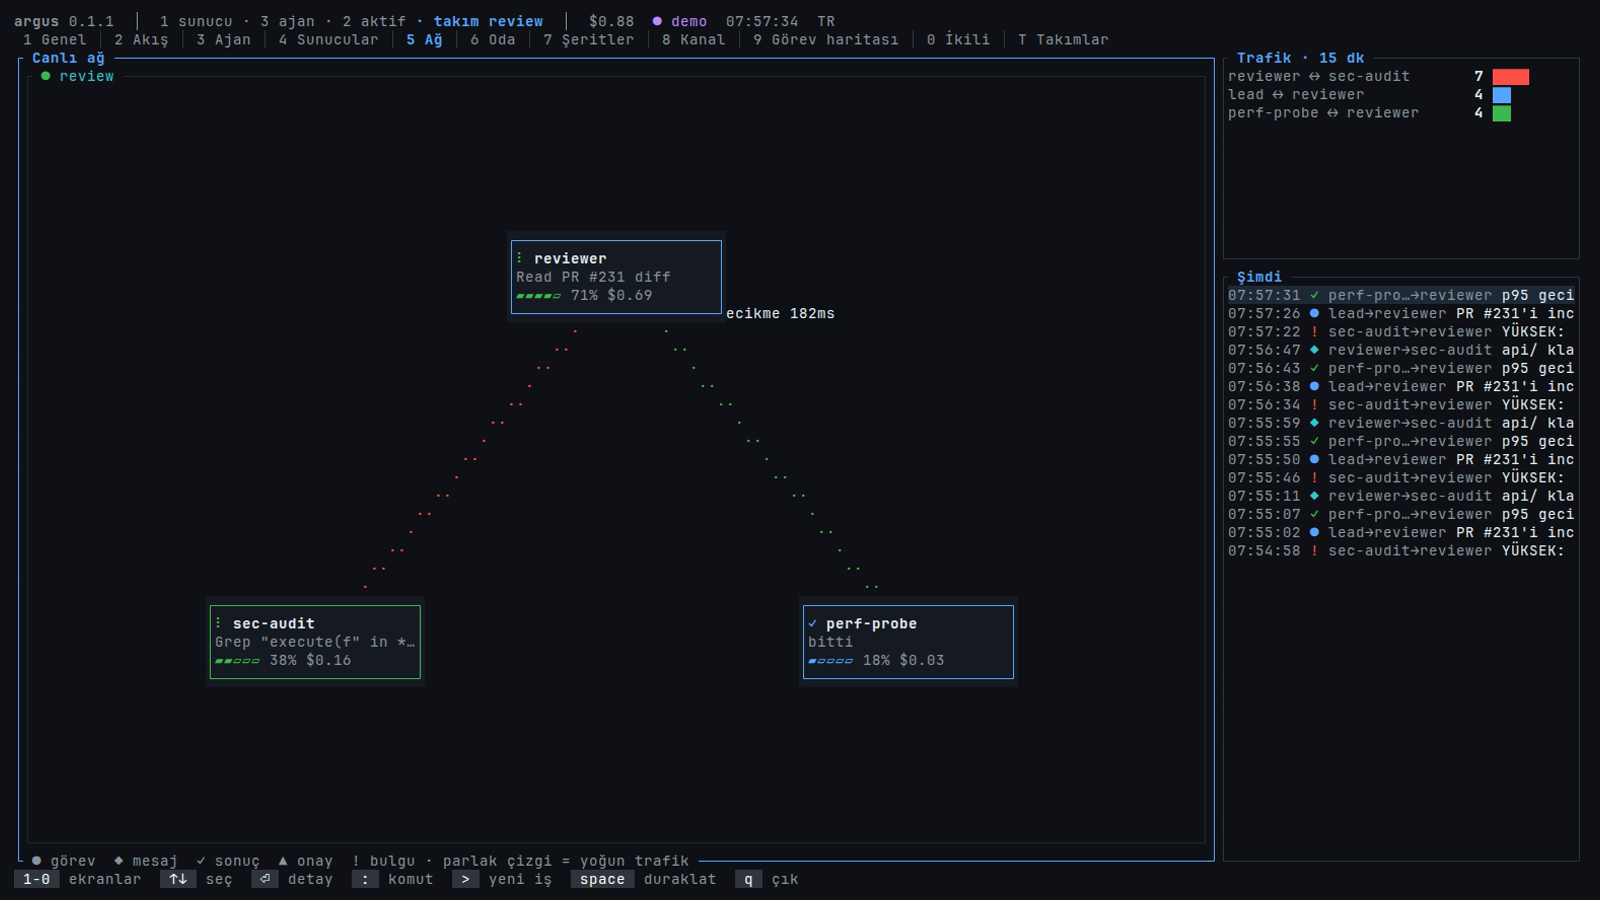 argus 0.1.1 │ 1 sunucu · 3 ajan · 2 aktif · takım review │ $0.88 ● demo 07:57:34 TR
1 Genel │ 2 Akış │ 3 Ajan │ 4 Sunucular │ 5 Ağ │ 6 Oda │ 7 Şeritler │ 8 Kanal │ 9 Görev haritası │ 0 İkili │ T Takımlar
Canlı ağ
● review
⋮ reviewer
Read PR #231 diff
▰▰▰▰▱ 71% $0.69
ecikme 182ms
⋮ sec-audit
Grep "execute(f" in *…
▰▰▱▱▱ 38% $0.16
✓ perf-probe
bitti
▰▱▱▱▱ 18% $0.03
● görev ◆ mesaj ✓ sonuç ▲ onay ! bulgu · parlak çizgi = yoğun trafik
Trafik · 15 dk
reviewer ↔ sec-audit 7
lead ↔ reviewer 4
perf-probe ↔ reviewer 4
Şimdi
07:57:31 ✓ perf-pro…→reviewer p95 geci
07:57:26 ● lead→reviewer PR #231'i inc
07:57:22 ! sec-audit→reviewer YÜKSEK:
07:56:47 ◆ reviewer→sec-audit api/ kla
07:56:43 ✓ perf-pro…→reviewer p95 geci
07:56:38 ● lead→reviewer PR #231'i inc
07:56:34 ! sec-audit→reviewer YÜKSEK:
07:55:59 ◆ reviewer→sec-audit api/ kla
07:55:55 ✓ perf-pro…→reviewer p95 geci
07:55:50 ● lead→reviewer PR #231'i inc
07:55:46 ! sec-audit→reviewer YÜKSEK:
07:55:11 ◆ reviewer→sec-audit api/ kla
07:55:07 ✓ perf-pro…→reviewer p95 geci
07:55:02 ● lead→reviewer PR #231'i inc
07:54:58 ! sec-audit→reviewer YÜKSEK:
1-0 ekranlar ↑↓ seç ⏎ detay : komut > yeni iş space duraklat q çık